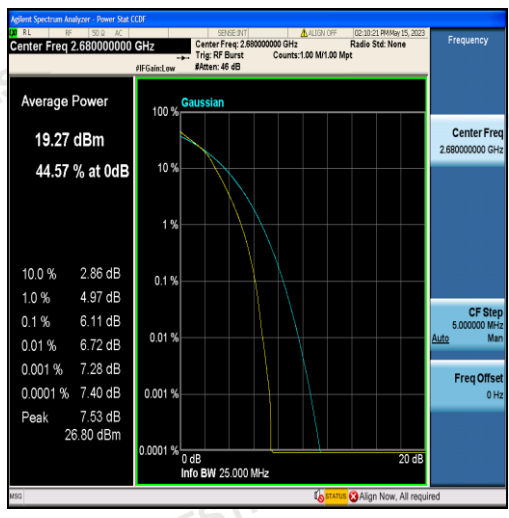 Agilent Spectrum Analyzer - Power Stat CCDF
RL RF 50 Ω AC SENSE:INT ALIGN OFF 02:10:21 PM May 15, 2023
Center Freq 2.680000000 GHz
Center Freq: 2.680000000 GHz Radio Std: None
Trig: RF Burst Counts:1.00 M/1.00 Mpt
#IFGain:Low #Atten: 46 dB
Frequency
Average Power
19.27 dBm
44.57 % at 0dB
10.0 % 2.86 dB
1.0 % 4.97 dB
0.1 % 6.11 dB
0.01 % 6.72 dB
0.001 % 7.28 dB
0.0001 % 7.40 dB
Peak 7.53 dB
26.80 dBm
Gaussian
100 %
10 %
1 %
0.1 %
0.01 %
0.001 %
0.0001 %
0 dB 20 dB
Info BW 25.000 MHz
Center Freq
2.680000000 GHz
CF Step
5.000000 MHz
Auto Man
Freq Offset
0 Hz
MSG STATUS Align Now, All required